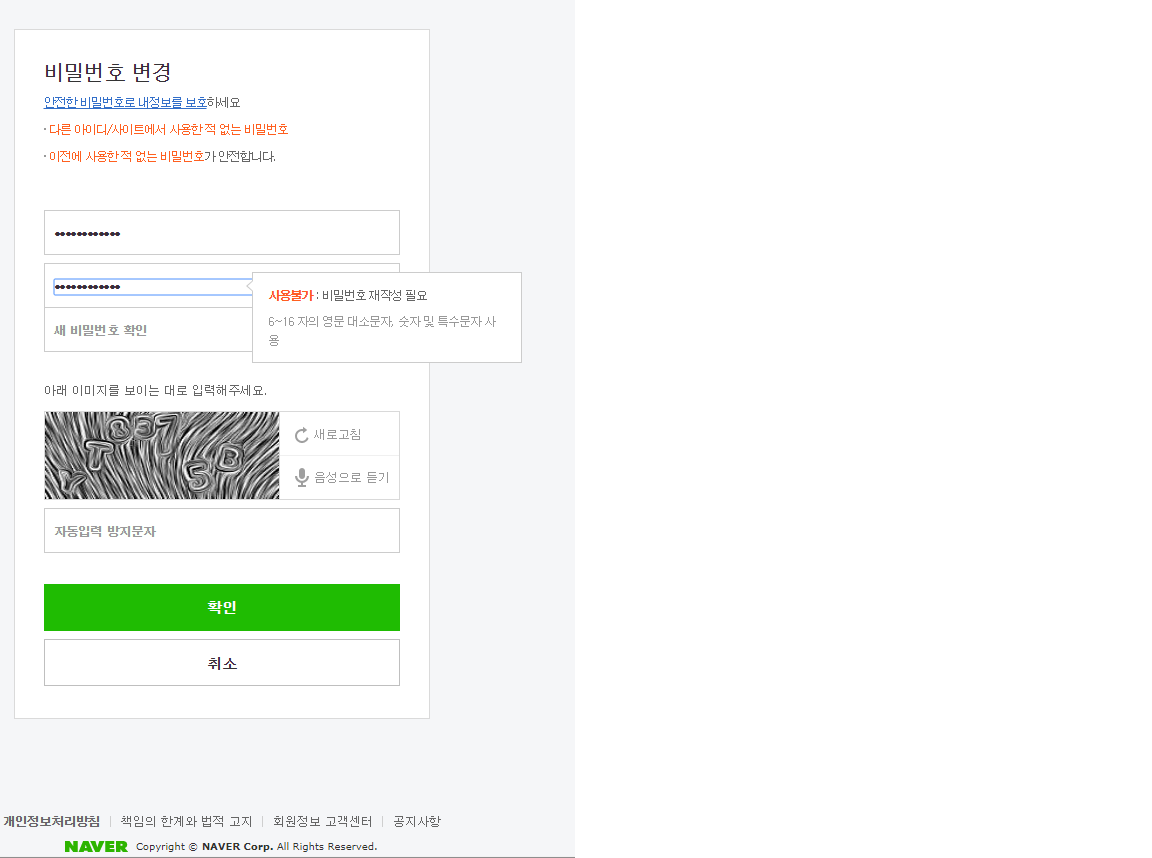 비밀번호 변경
안전한 비밀번호로 내정보를 보호하세요
· 다른 아이디/사이트에서 사용한 적 없는 비밀번호
· 이전에 사용한 적 없는 비밀번호가 안전합니다.
••••••••••••
••••••••••••
사용불가 : 비밀번호 재작성 필요
6~16 자의 영문 대소문자, 숫자 및 특수문자 사
용
새 비밀번호 확인
아래 이미지를 보이는 대로 입력해주세요.
새로고침
음성으로 듣기
자동입력 방지문자
확인
취소
개인정보처리방침 | 책임의 한계와 법적 고지 | 회원정보 고객센터 | 공지사항
NAVER Copyright © NAVER Corp. All Rights Reserved.